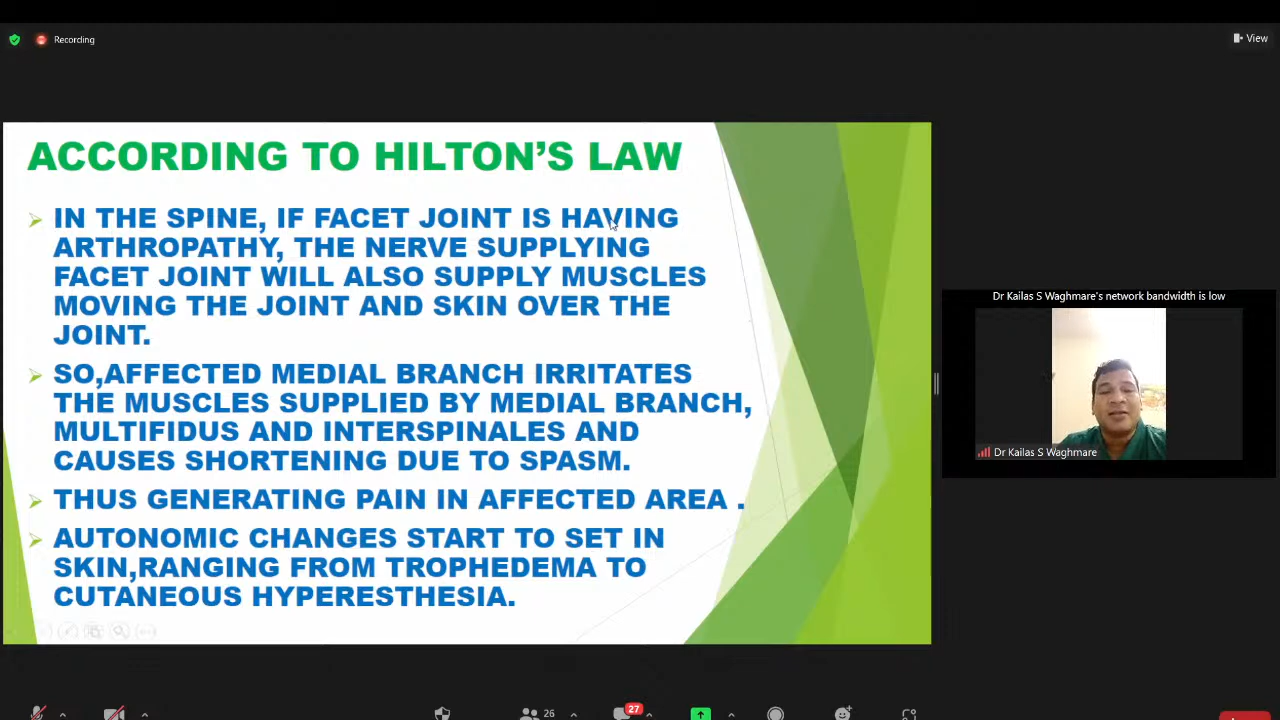 Recording
View
ACCORDING TO HILTON'S LAW
IN THE SPINE, IF FACET JOINT IS HAVING
ARTHROPATHY, THE NERVE SUPPLYING
FACET JOINT WILL ALSO SUPPLY MUSCLES
MOVING THE JOINT AND SKIN OVER THE
JOINT.
SO,AFFECTED MEDIAL BRANCH IRRITATES
THE MUSCLES SUPPLIED BY MEDIAL BRANCH,
MULTIFIDUS AND INTERSPINALES AND
CAUSES SHORTENING DUE TO SPASM.
THUS GENERATING PAIN IN AFFECTED AREA .
AUTONOMIC CHANGES START TO SET IN
SKIN,RANGING FROM TROPHEDEMA TO
CUTANEOUS HYPERESTHESIA.
Dr Kailas S Waghmare's network bandwidth is low
Dr Kailas S Waghmare
26
27